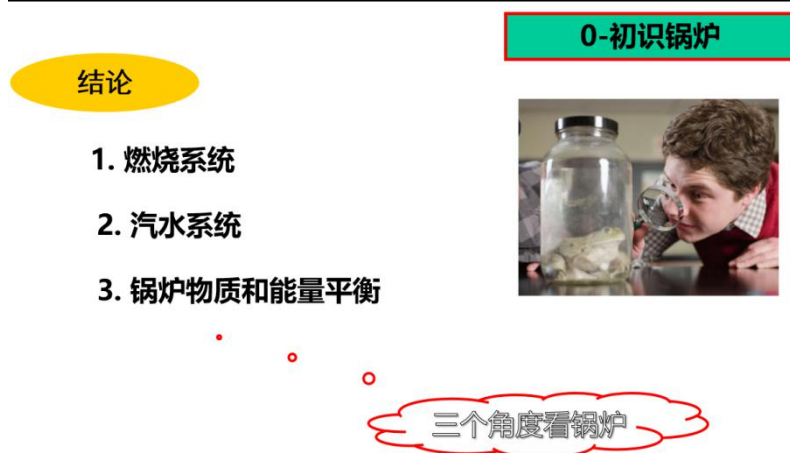 0-初识锅炉
结论
1. 燃烧系统
2. 汽水系统
3. 锅炉物质和能量平衡
三个角度看锅炉